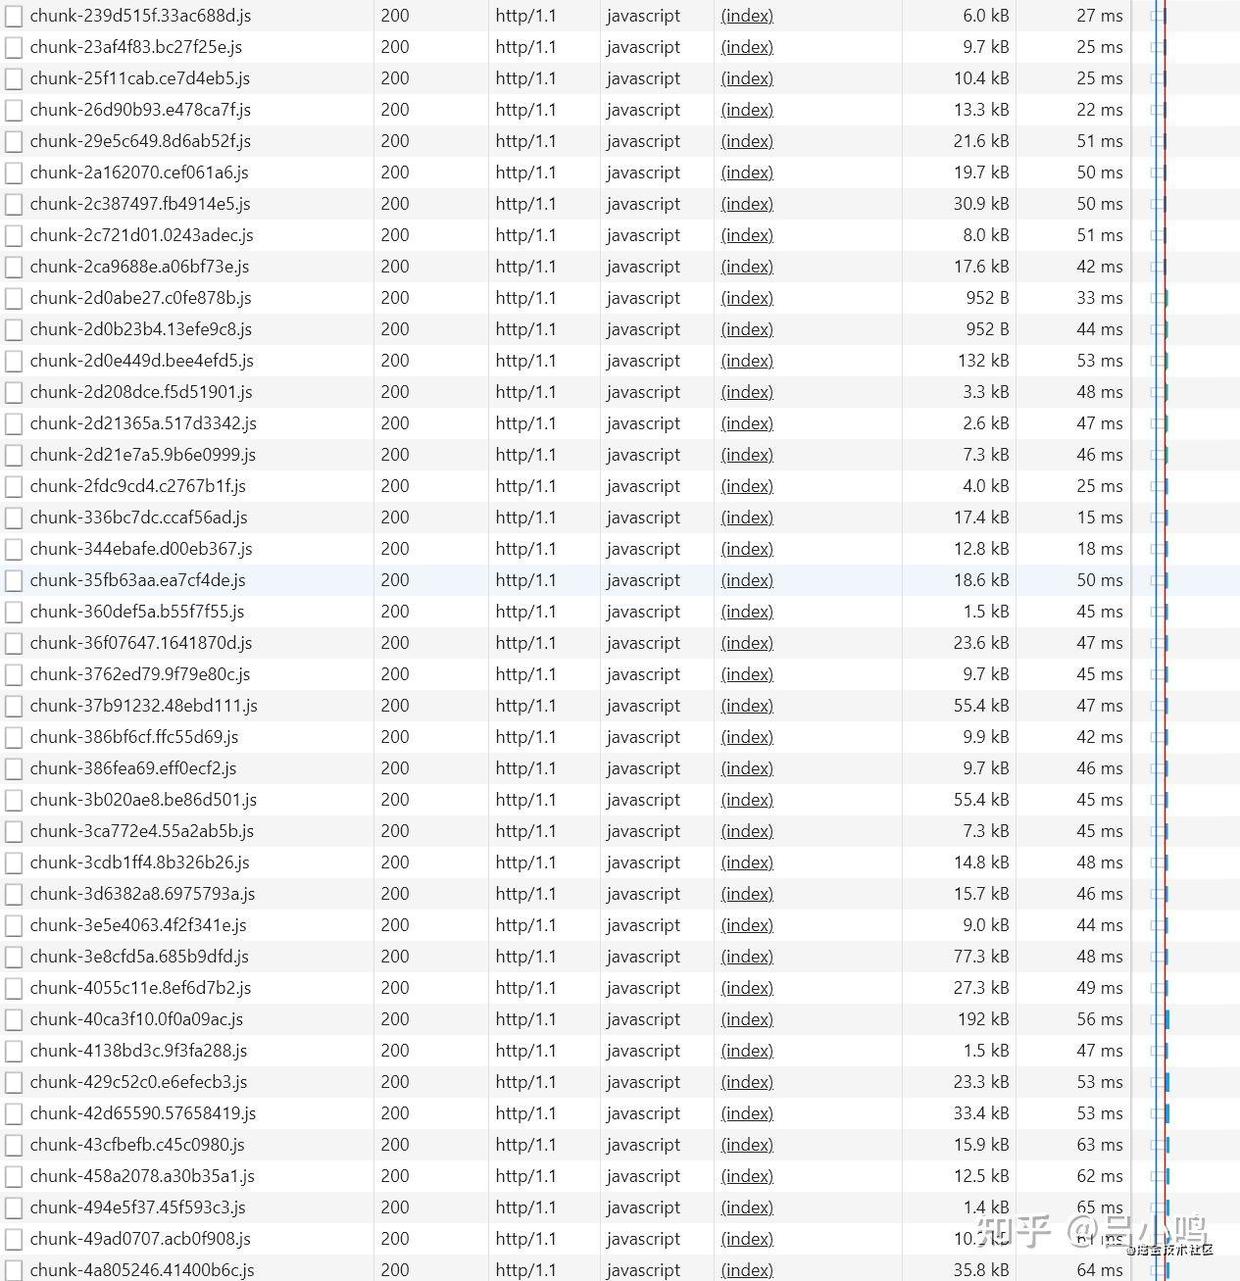 chunk-239d515f.33ac688d.js 200 http/1.1 javascript (index) 6.0 kB 27 ms
chunk-23af4f83.bc27f25e.js 200 http/1.1 javascript (index) 9.7 kB 25 ms
chunk-25f11cab.ce7d4eb5.js 200 http/1.1 javascript (index) 10.4 kB 25 ms
chunk-26d90b93.e478ca7f.js 200 http/1.1 javascript (index) 13.3 kB 22 ms
chunk-29e5c649.8d6ab52f.js 200 http/1.1 javascript (index) 21.6 kB 51 ms
chunk-2a162070.cef061a6.js 200 http/1.1 javascript (index) 19.7 kB 50 ms
chunk-2c387497.fb4914e5.js 200 http/1.1 javascript (index) 30.9 kB 50 ms
chunk-2c721d01.0243adec.js 200 http/1.1 javascript (index) 8.0 kB 51 ms
chunk-2ca9688e.a06bf73e.js 200 http/1.1 javascript (index) 17.6 kB 42 ms
chunk-2d0abe27.c0fe878b.js 200 http/1.1 javascript (index) 952 B 33 ms
chunk-2d0b23b4.13efe9c8.js 200 http/1.1 javascript (index) 952 B 44 ms
chunk-2d0e449d.bee4efd5.js 200 http/1.1 javascript (index) 132 kB 53 ms
chunk-2d208dce.f5d51901.js 200 http/1.1 javascript (index) 3.3 kB 48 ms
chunk-2d21365a.517d3342.js 200 http/1.1 javascript (index) 2.6 kB 47 ms
chunk-2d21e7a5.9b6e0999.js 200 http/1.1 javascript (index) 7.3 kB 46 ms
chunk-2fdc9cd4.c2767b1f.js 200 http/1.1 javascript (index) 4.0 kB 25 ms
chunk-336bc7dc.ccaf56ad.js 200 http/1.1 javascript (index) 17.4 kB 15 ms
chunk-344ebafe.d00eb367.js 200 http/1.1 javascript (index) 12.8 kB 18 ms
chunk-35fb63aa.ea7cf4de.js 200 http/1.1 javascript (index) 18.6 kB 50 ms
chunk-360def5a.b55f7f55.js 200 http/1.1 javascript (index) 1.5 kB 45 ms
chunk-36f07647.1641870d.js 200 http/1.1 javascript (index) 23.6 kB 47 ms
chunk-3762ed79.9f79e80c.js 200 http/1.1 javascript (index) 9.7 kB 45 ms
chunk-37b91232.48ebd111.js 200 http/1.1 javascript (index) 55.4 kB 47 ms
chunk-386bf6cf.ffc55d69.js 200 http/1.1 javascript (index) 9.9 kB 42 ms
chunk-386fea69.eff0ecf2.js 200 http/1.1 javascript (index) 9.7 kB 46 ms
chunk-3b020ae8.be86d501.js 200 http/1.1 javascript (index) 55.4 kB 45 ms
chunk-3ca772e4.55a2ab5b.js 200 http/1.1 javascript (index) 7.3 kB 45 ms
chunk-3cdb1ff4.8b326b26.js 200 http/1.1 javascript (index) 14.8 kB 48 ms
chunk-3d6382a8.6975793a.js 200 http/1.1 javascript (index) 15.7 kB 46 ms
chunk-3e5e4063.4f2f341e.js 200 http/1.1 javascript (index) 9.0 kB 44 ms
chunk-3e8cfd5a.685b9dfd.js 200 http/1.1 javascript (index) 77.3 kB 48 ms
chunk-4055c11e.8ef6d7b2.js 200 http/1.1 javascript (index) 27.3 kB 49 ms
chunk-40ca3f10.0f0a09ac.js 200 http/1.1 javascript (index) 192 kB 56 ms
chunk-4138bd3c.9f3fa288.js 200 http/1.1 javascript (index) 1.5 kB 47 ms
chunk-429c52c0.e6efecb3.js 200 http/1.1 javascript (index) 23.3 kB 53 ms
chunk-42d65590.57658419.js 200 http/1.1 javascript (index) 33.4 kB 53 ms
chunk-43cfbefb.c45c0980.js 200 http/1.1 javascript (index) 15.9 kB 63 ms
chunk-458a2078.a30b35a1.js 200 http/1.1 javascript (index) 12.5 kB 62 ms
chunk-494e5f37.45f593c3.js 200 http/1.1 javascript (index) 1.4 kB 65 ms
知乎 @吕小鸣
chunk-49ad0707.acb0f908.js 200 http/1.1 javascript (index) 61 ms
@掘金技术社区
chunk-4a805246.41400b6c.js 200 http/1.1 javascript (index) 35.8 kB 64 ms